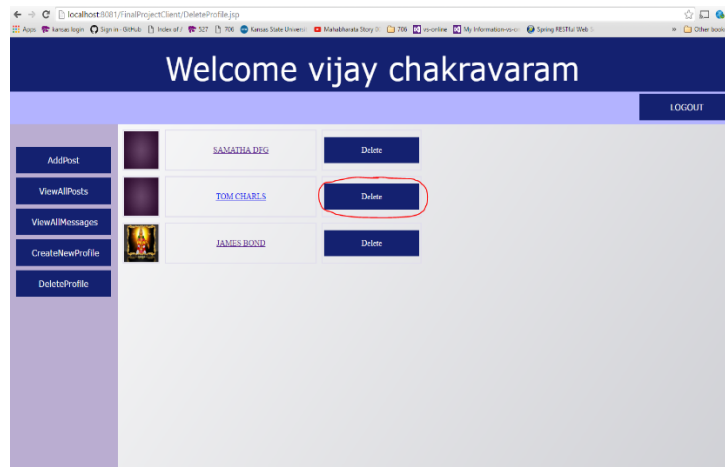 localhost:8081/FinalProjectClient/DeleteProfile.jsp
Apps kansas login Sign in · GitHub Index of / 527 706 Kansas State Universi Mahabharata Story 706 vs-online My Information-vs-o Spring RESTful Web S » Other book
Welcome vijay chakravaram
LOGOUT
AddPost
ViewAllPosts
ViewAllMessages
CreateNewProfile
DeleteProfile
SAMATHA DFG Delete
TOM CHARLS Delete
JAMES BOND Delete